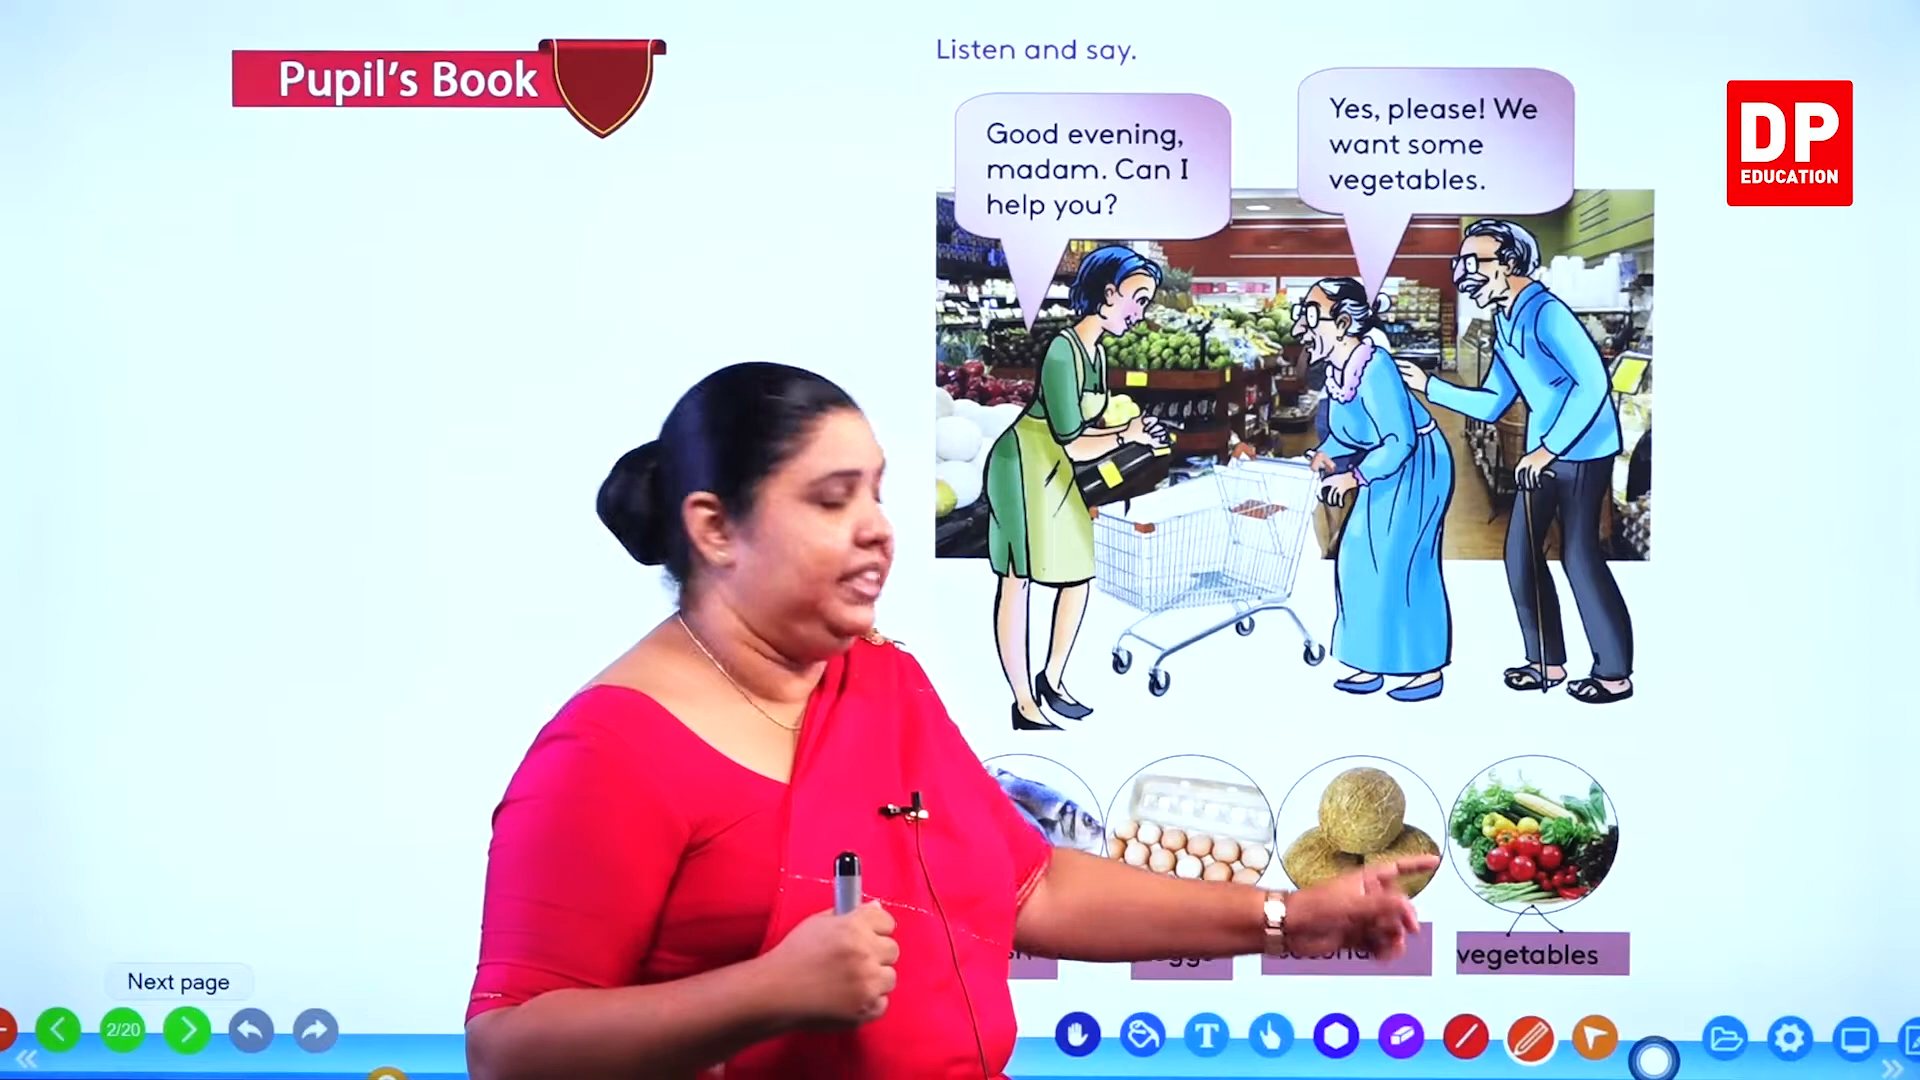 Pupil's Book
Listen and say.
Good evening,
madam. Can I
help you?
Yes, please! We
want some
vegetables.
DP
EDUCATION
vegetables
Next page
2/20
T